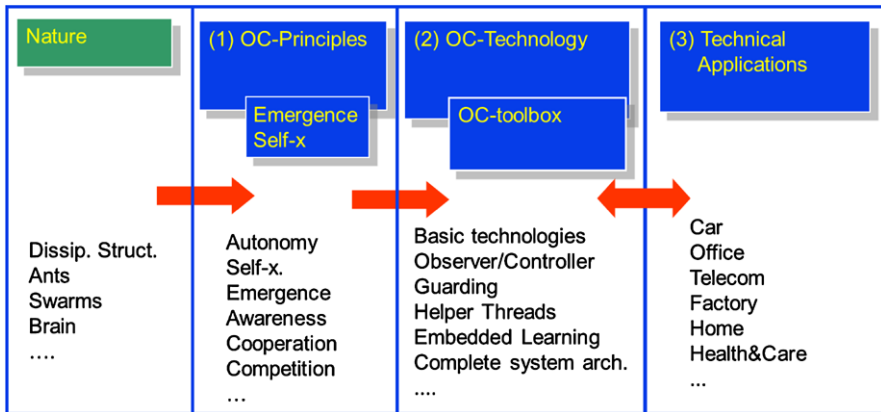 Nature
Dissip. Struct.
Ants
Swarms
Brain
....
(1) OC-Principles
Emergence
Self-x
Autonomy
Self-x.
Emergence
Awareness
Cooperation
Competition
...
(2) OC-Technology
OC-toolbox
Basic technologies
Observer/Controller
Guarding
Helper Threads
Embedded Learning
Complete system arch.
....
(3) Technical
Applications
Car
Office
Telecom
Factory
Home
Health&Care
...